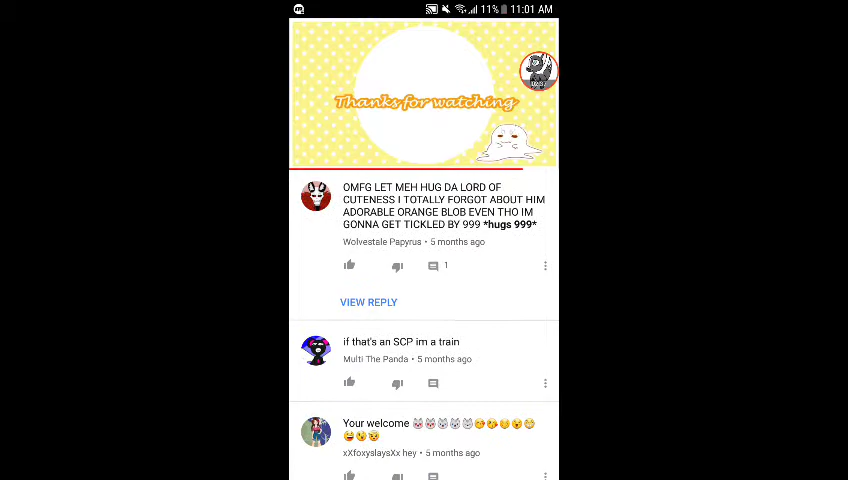 11% 11:01 AM
Thanks for watching
OMFG LET MEH HUG DA LORD OF
CUTENESS I TOTALLY FORGOT ABOUT HIM
ADORABLE ORANGE BLOB EVEN THO IM
GONNA GET TICKLED BY 999 *hugs 999*
Wolvestale Papyrus • 5 months ago
1
VIEW REPLY
if that's an SCP im a train
Multi The Panda • 5 months ago
Your welcome 
xXfoxyslaysXx hey • 5 months ago